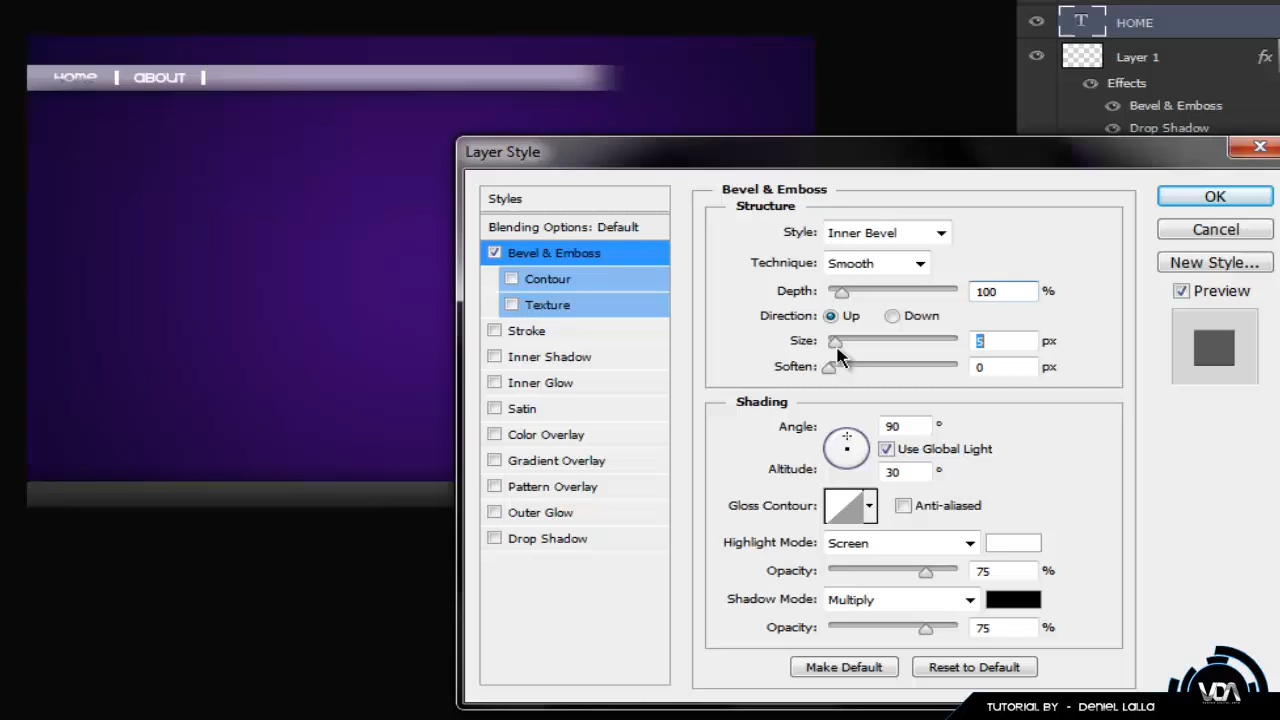 HOME
Layer 1 fx
Effects
Bevel & Emboss
Drop Shadow
HOME | ABOUT |
Layer Style
Styles
Blending Options: Default
Bevel & Emboss
Contour
Texture
Stroke
Inner Shadow
Inner Glow
Satin
Color Overlay
Gradient Overlay
Pattern Overlay
Outer Glow
Drop Shadow
Bevel & Emboss
Structure
Style: Inner Bevel
Technique: Smooth
Depth: 100 %
Direction: Up Down
Size: 5 px
Soften: 0 px
Shading
Angle: 90 °
Use Global Light
Altitude: 30 °
Gloss Contour: Anti-aliased
Highlight Mode: Screen
Opacity: 75 %
Shadow Mode: Multiply
Opacity: 75 %
Make Default Reset to Default
OK
Cancel
New Style...
Preview
VDA
TUTORIAL BY - DENIEL LALLA